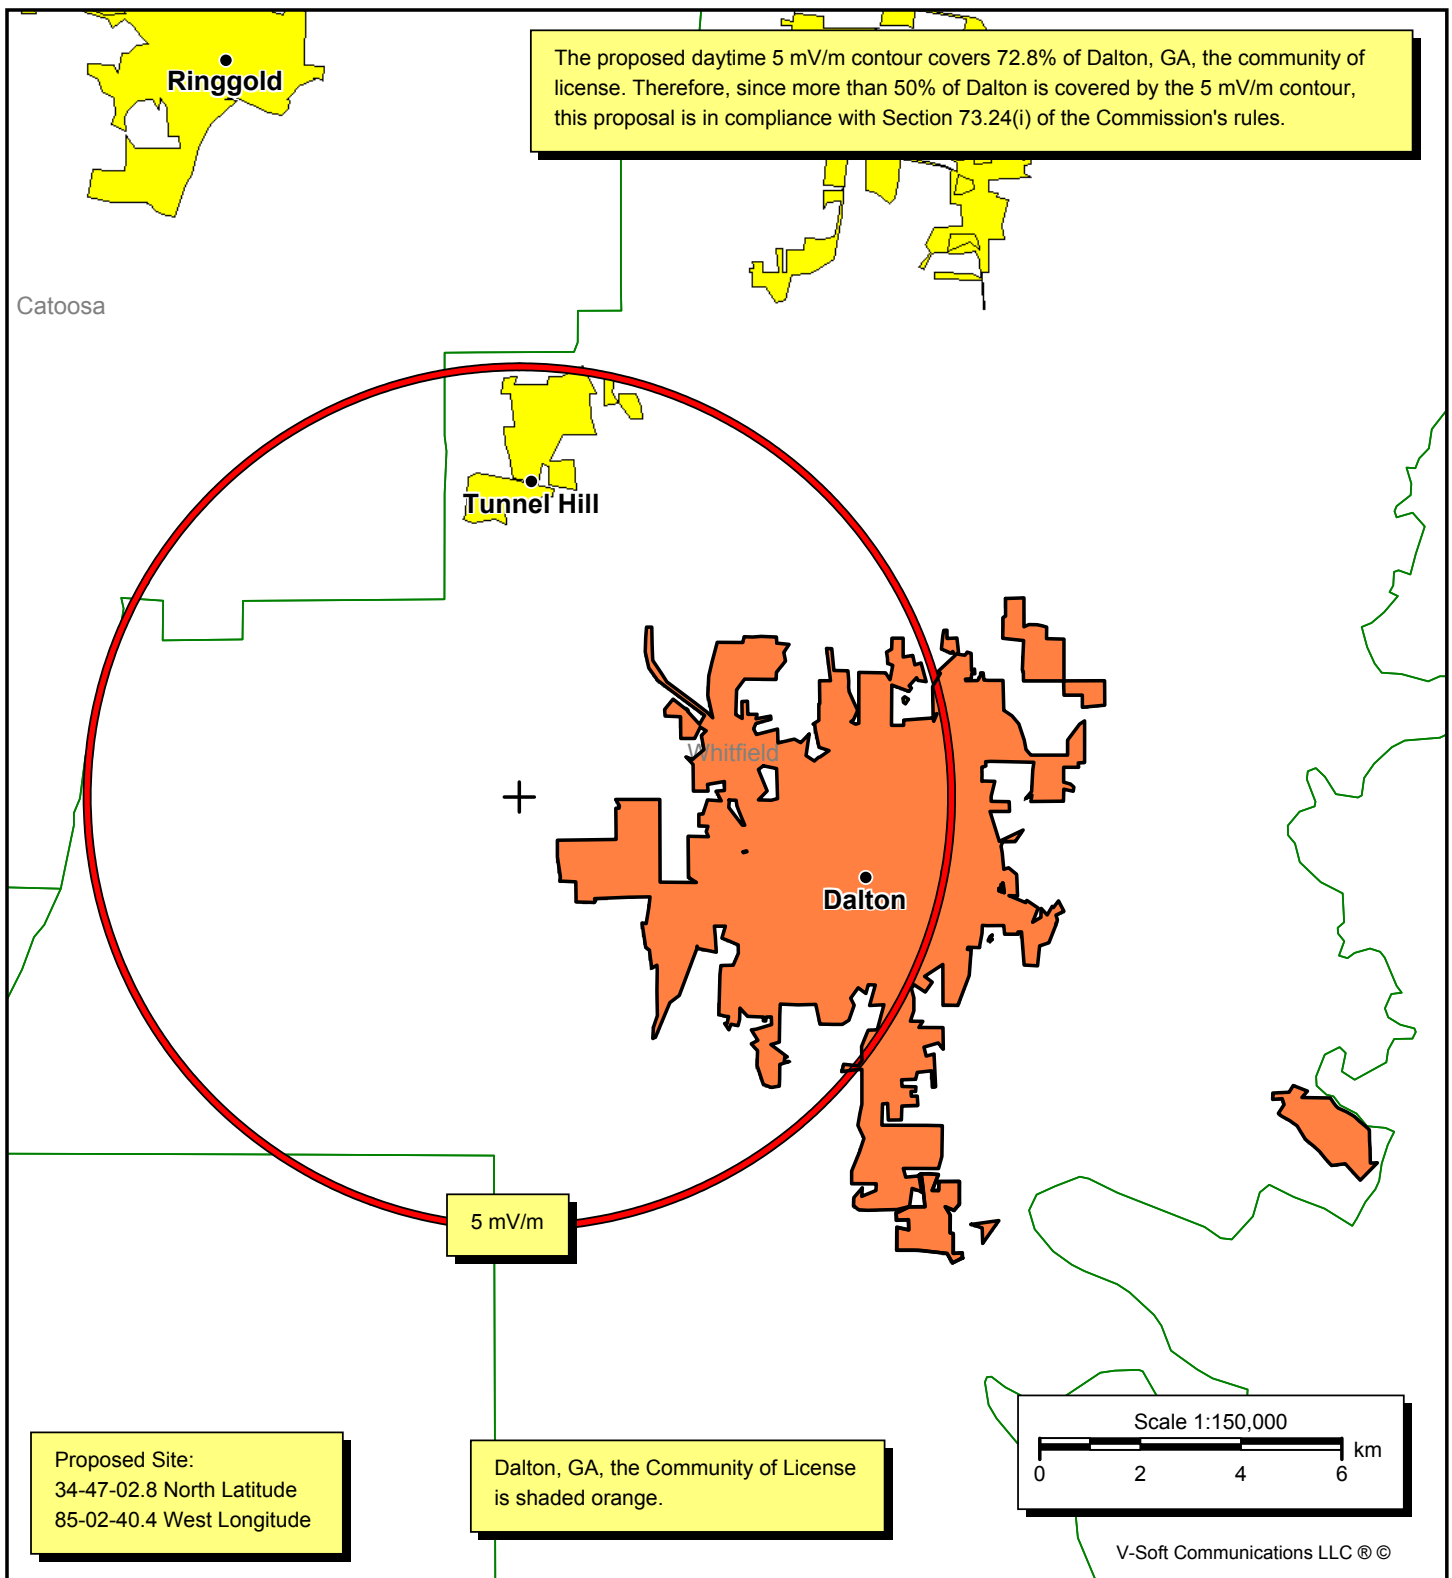 Ringgold
The proposed daytime 5 mV/m contour covers 72.8% of Dalton, GA, the community of
license. Therefore, since more than 50% of Dalton is covered by the 5 mV/m contour,
this proposal is in compliance with Section 73.24(i) of the Commission's rules.
Catoosa
Tunnel Hill
Whitfield
Dalton
5 mV/m
Proposed Site:
34-47-02.8 North Latitude
85-02-40.4 West Longitude
Dalton, GA, the Community of License
is shaded orange.
Scale 1:150,000
km
0 2 4 6
V-Soft Communications LLC ® ©